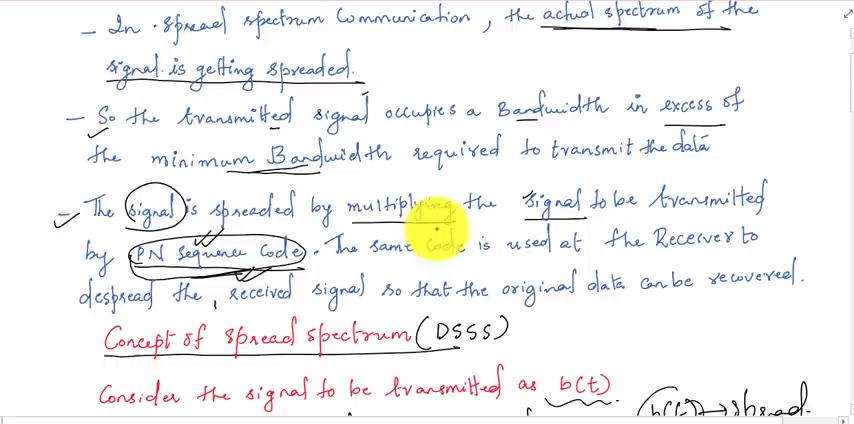 - In spread spectrum Communication, the actual spectrum of the
signal is getting spreaded.
- So the transmitted signal occupies a Bandwidth in excess of
the minimum Bandwidth required to transmit the data
- The signal is spreaded by multiplying the signal to be transmitted
by PN sequence Code. The same Code is used at the Receiver to
despread the, received signal so that the original data can be recovered.
Concept of spread spectrum (DSSS)
Consider the signal to be transmitted as b(t)